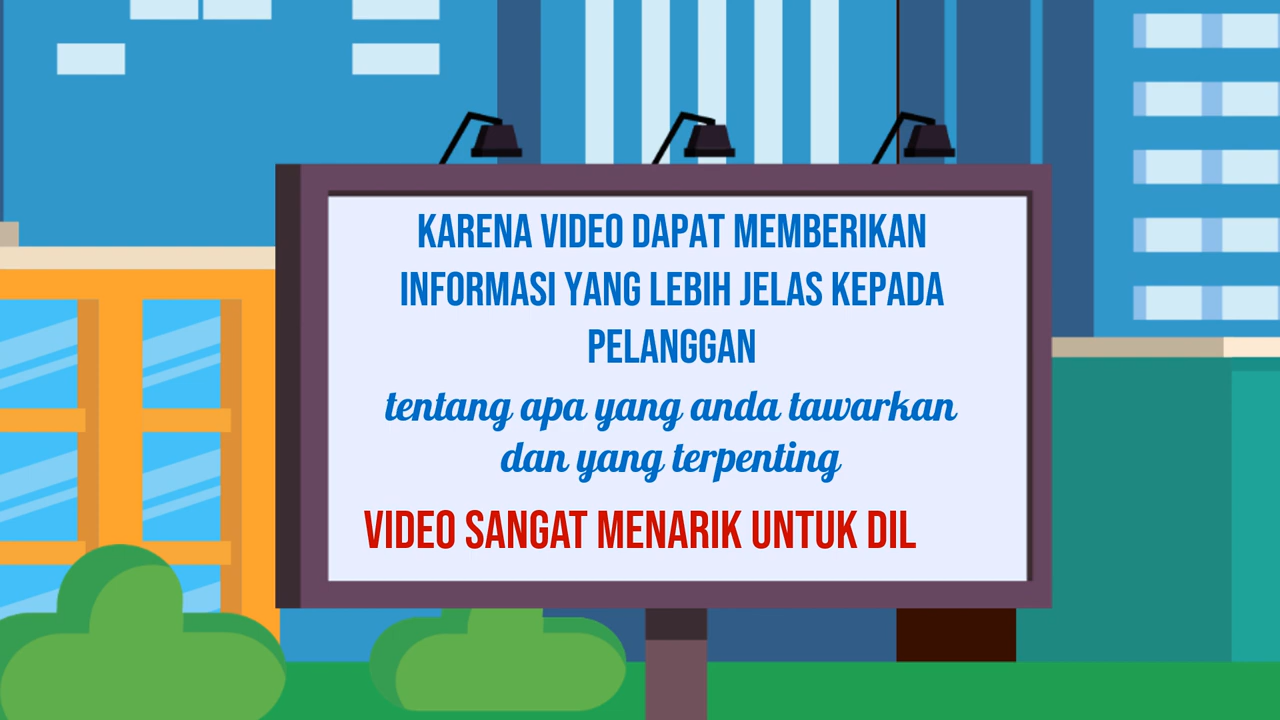 KARENA VIDEO DAPAT MEMBERIKAN
INFORMASI YANG LEBIH JELAS KEPADA
PELANGGAN
tentang apa yang anda tawarkan
dan yang terpenting
VIDEO SANGAT MENARIK UNTUK DIL